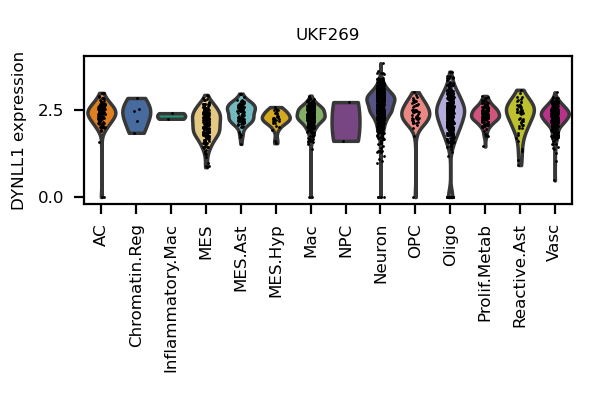 UKF269
DYNLL1 expression
2.5
0.0
AC
Chromatin.Reg
Inflammatory.Mac
MES
MES.Ast
MES.Hyp
Mac
NPC
Neuron
OPC
Oligo
Prolif.Metab
Reactive.Ast
Vasc